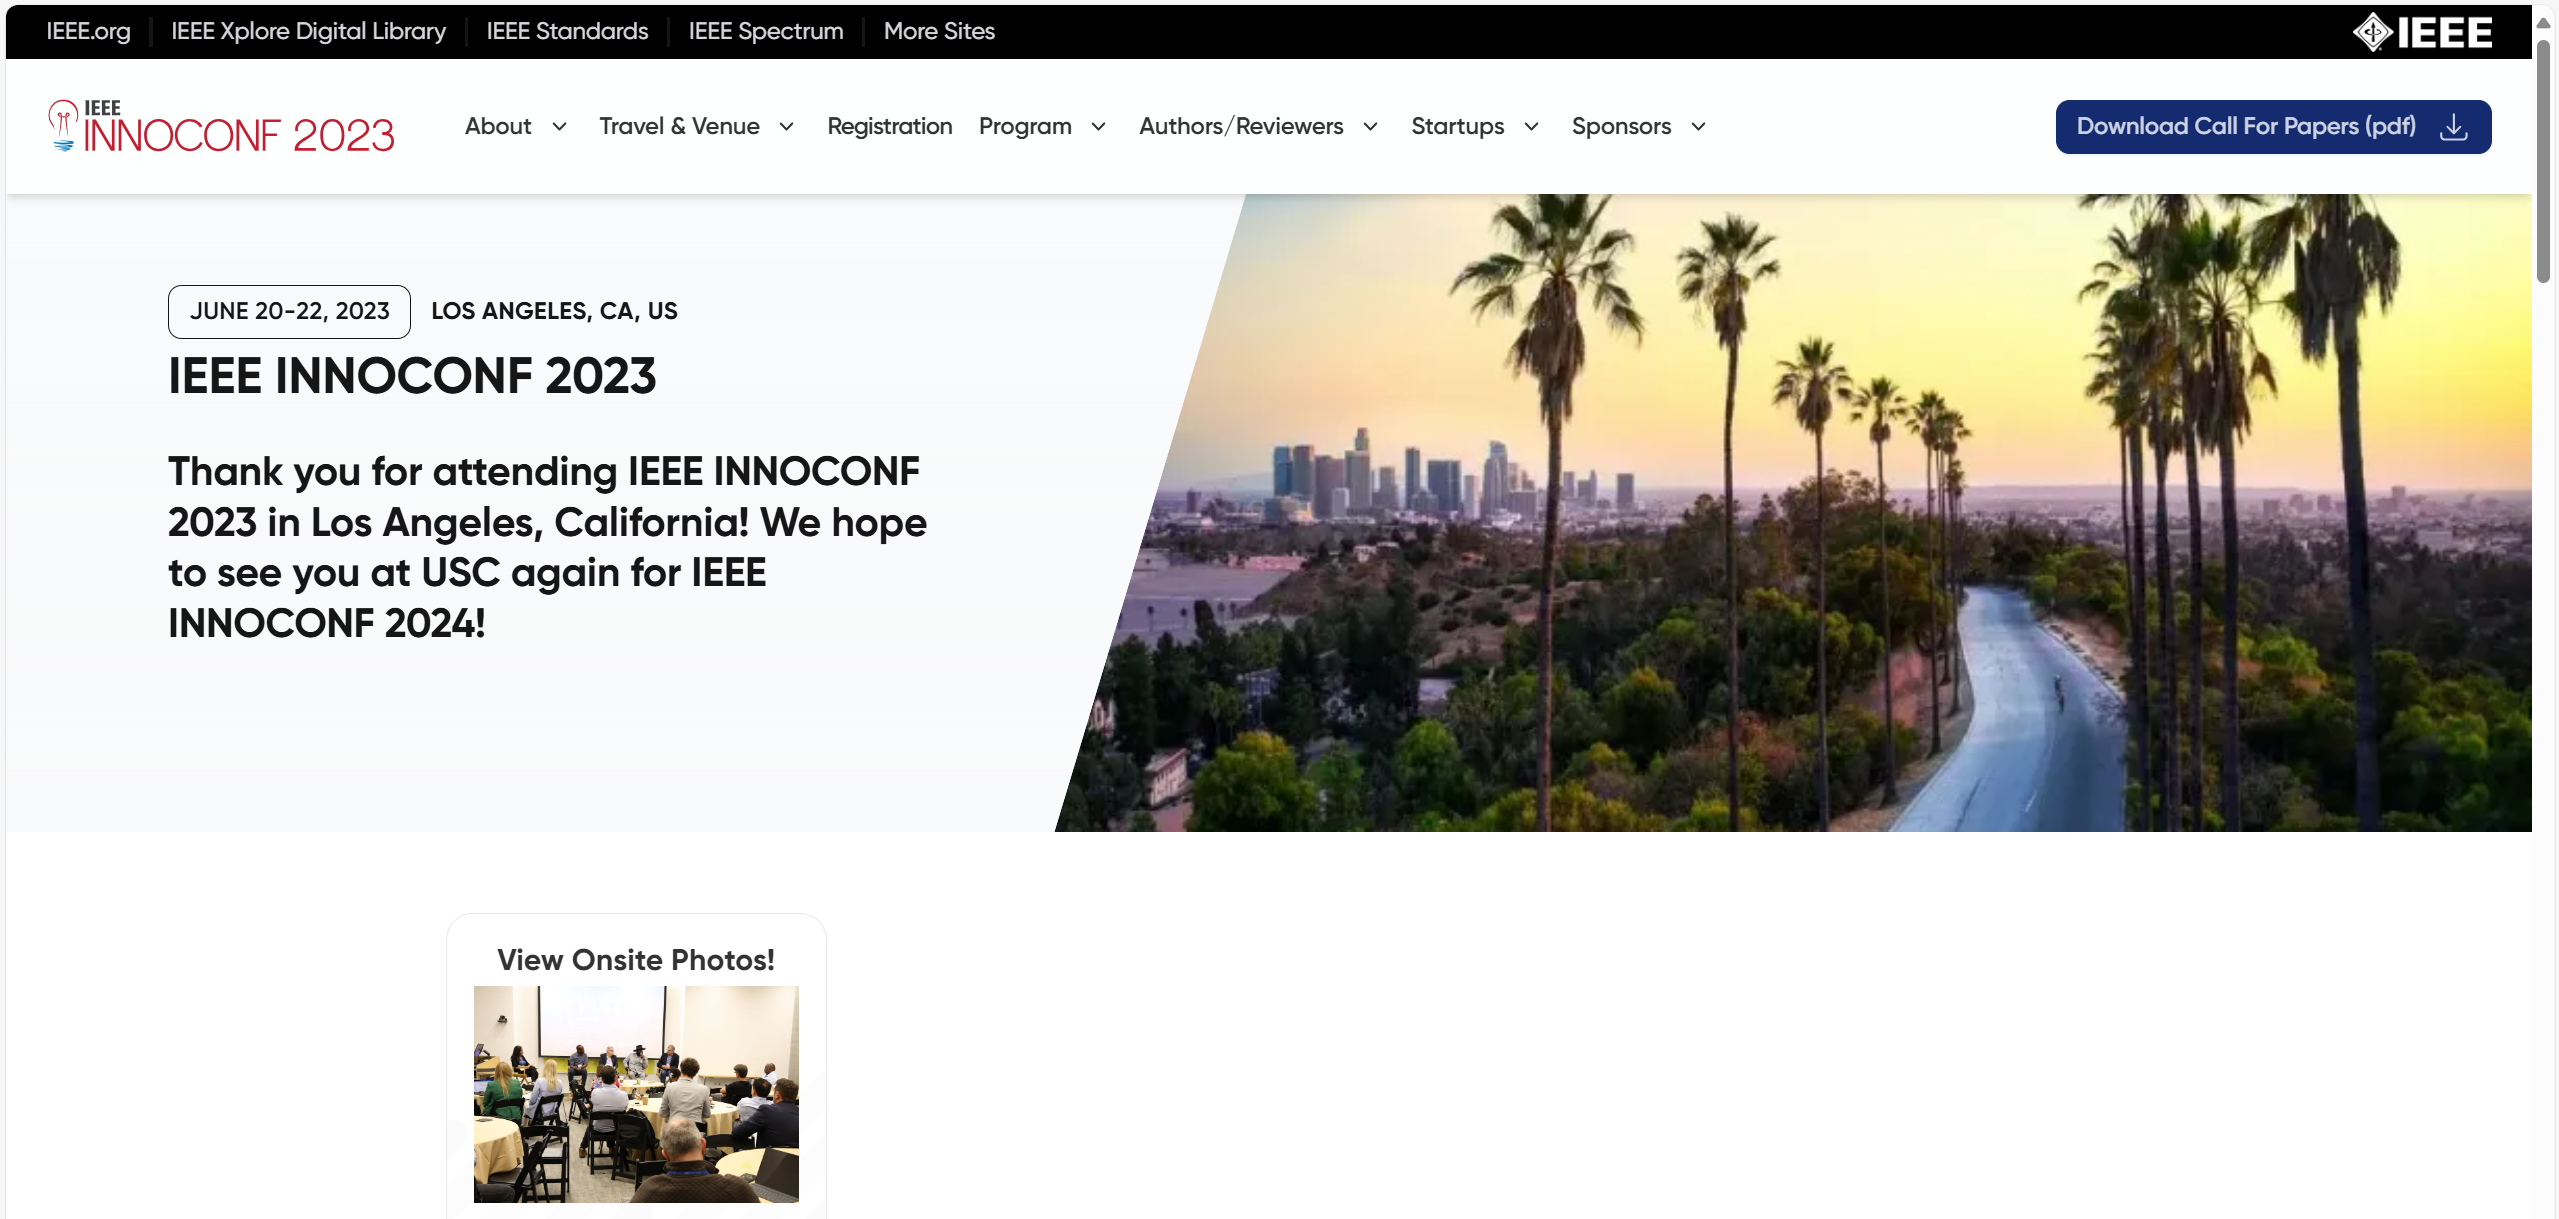 IEEE.org
IEEE Xplore Digital Library
IEEE Standards
IEEE Spectrum
More Sites
IEEE
IEEE
INNOCONF 2023
About
Travel & Venue
Registration
Program
Authors/Reviewers
Startups
Sponsors
Download Call For Papers (pdf)
JUNE 20-22, 2023
LOS ANGELES, CA, US
IEEE INNOCONF 2023
Thank you for attending IEEE INNOCONF
2023 in Los Angeles, California! We hope
to see you at USC again for IEEE
INNOCONF 2024!
View Onsite Photos!